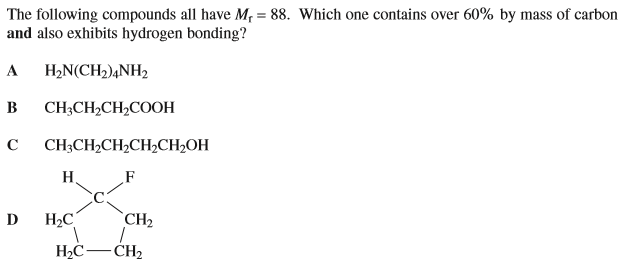 The following compounds all have Mᵣ = 88. Which one contains over 60% by mass of carbon
and also exhibits hydrogen bonding?
A H₂N(CH₂)₄NH₂
B CH₃CH₂CH₂COOH
C CH₃CH₂CH₂CH₂CH₂OH
H F
C
D H₂C CH₂
H₂C CH₂